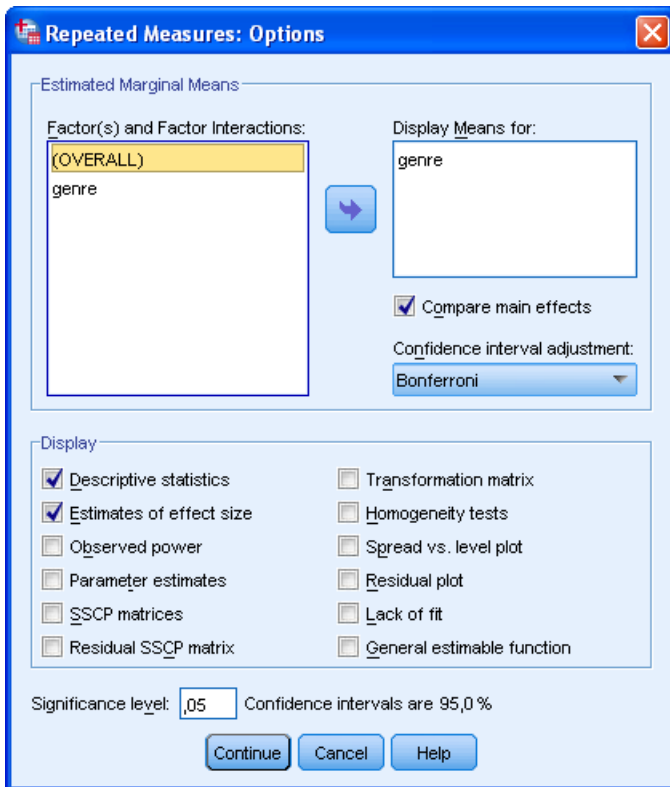 Repeated Measures: Options
Estimated Marginal Means
Factor(s) and Factor Interactions:
(OVERALL)
genre
Display Means for:
genre
Compare main effects
Confidence interval adjustment:
Bonferroni
Display
Descriptive statistics
Estimates of effect size
Observed power
Parameter estimates
SSCP matrices
Residual SSCP matrix
Transformation matrix
Homogeneity tests
Spread vs. level plot
Residual plot
Lack of fit
General estimable function
Significance level: ,05 Confidence intervals are 95,0 %
Continue Cancel Help